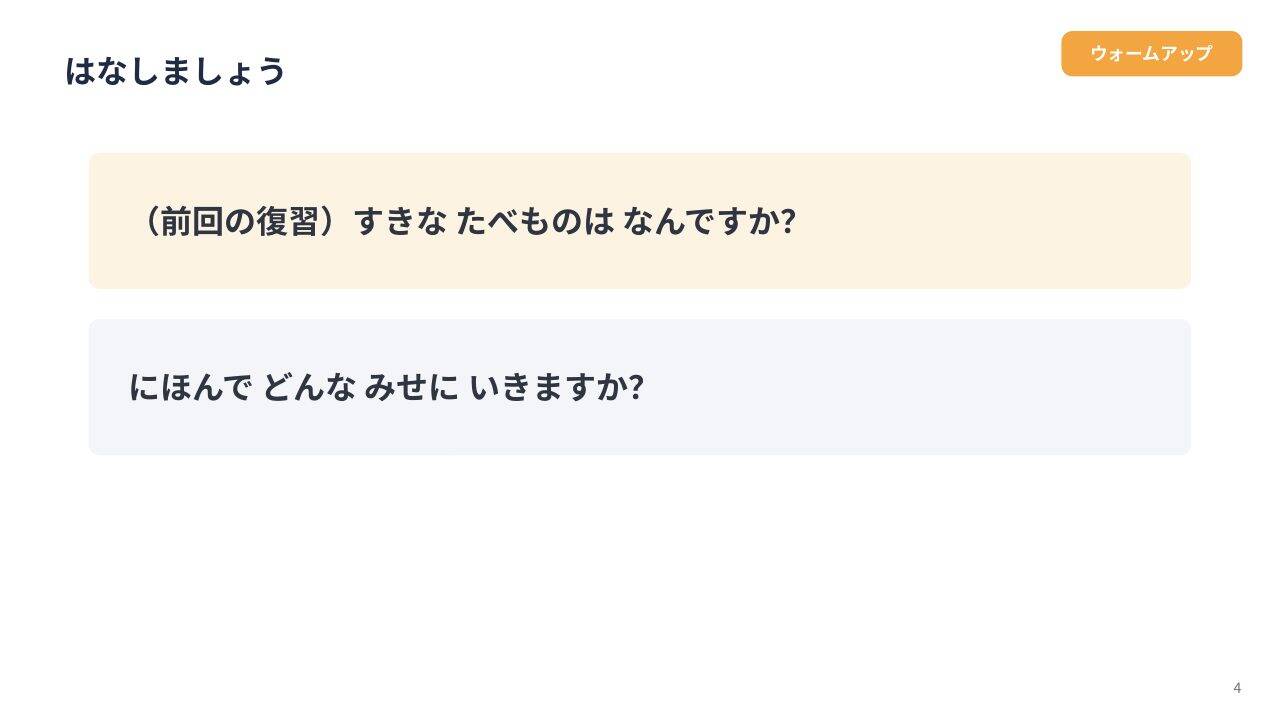 はなしましょう
ウォームアップ
（前回の復習）すきな たべものは なんですか?
にほんで どんな みせに いきますか?
4